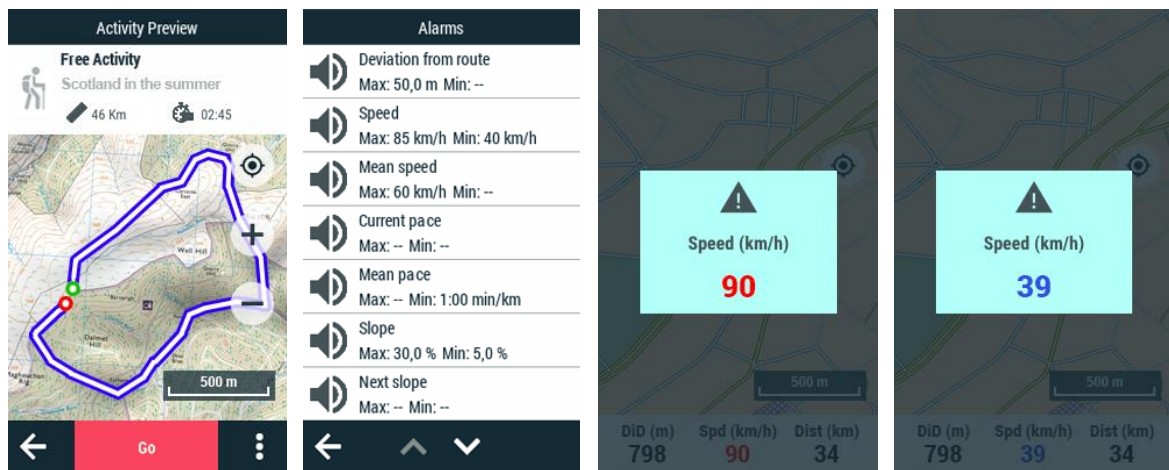 Activity Preview
Free Activity
Scotland in the summer
46 Km
02:45
Well Hill
Dalmet
Hill
500 m
Go
Alarms
Deviation from route
Max: 50,0 m Min: --
Speed
Max: 85 km/h Min: 40 km/h
Mean speed
Max: 60 km/h Min: --
Current pace
Max: -- Min: --
Mean pace
Max: -- Min: 1:00 min/km
Slope
Max: 30,0 % Min: 5,0 %
Next slope
Max: -- Min: --
Speed (km/h)
90
500 m
DiD (m) Spd (km/h) Dist (km)
798 90 34
Speed (km/h)
39
500 m
DiD (m) Spd (km/h) Dist (km)
798 39 34